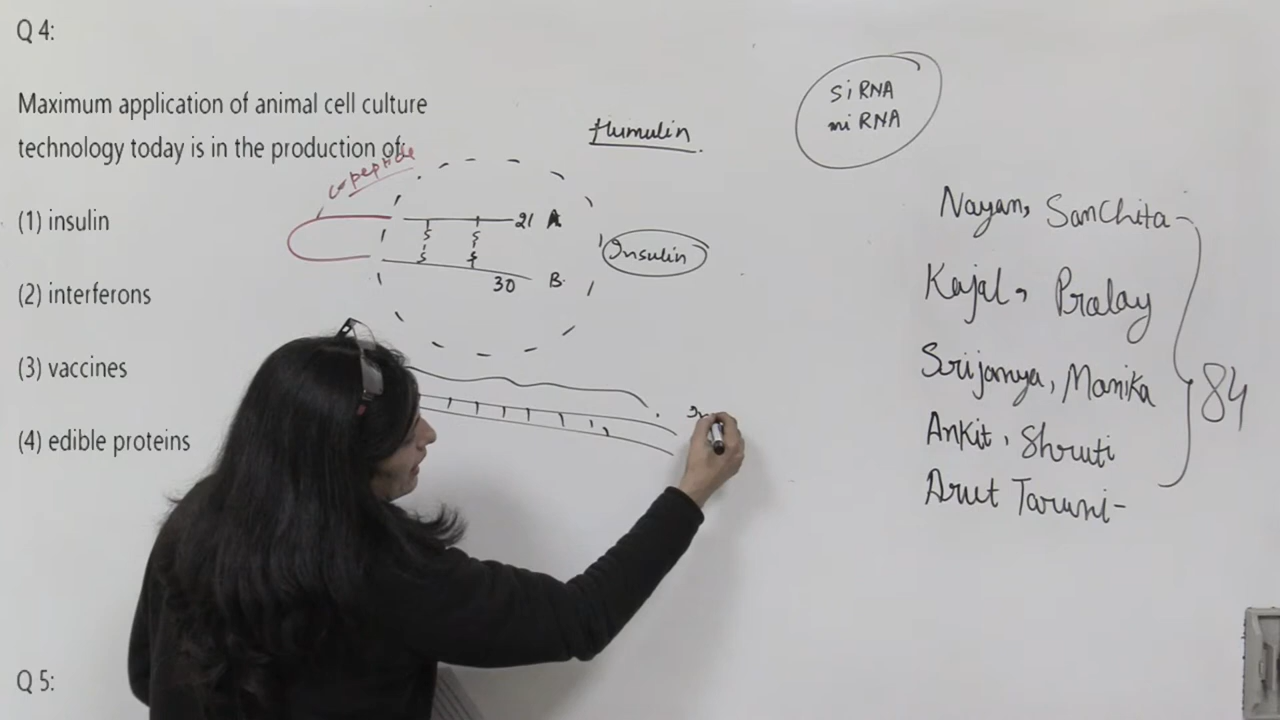 Q 4:
Maximum application of animal cell culture
technology today is in the production of:
(1) insulin
(2) interferons
(3) vaccines
(4) edible proteins
Q 5:
c-peptide
21 A
S S
S S
30 B.
Humulin
Insulin
In
siRNA
miRNA
Nayan, Sanchita
Kajal, Pralay
Srijanya, Manika
Ankit, Shruti
Arut Taruni
84